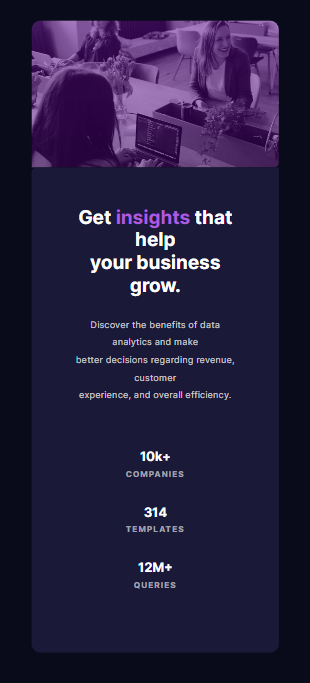 Get insights that
help
your business
grow.
Discover the benefits of data
analytics and make
better decisions regarding revenue,
customer
experience, and overall efficiency.
10k+
COMPANIES
314
TEMPLATES
12M+
QUERIES